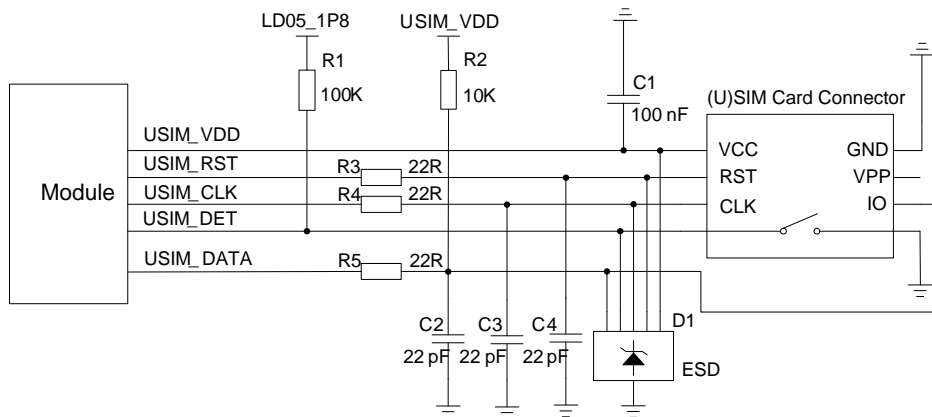 LD05_1P8
USIM_VDD
R1
100K
R2
10K
C1
100 nF
(U)SIM Card Connector
Module
USIM_VDD
USIM_RST
USIM_CLK
USIM_DET
USIM_DATA
R3
22R
R4
22R
R5
22R
VCC
GND
RST
VPP
CLK
IO
C2
22 pF
C3
22 pF
C4
22 pF
D1
ESD